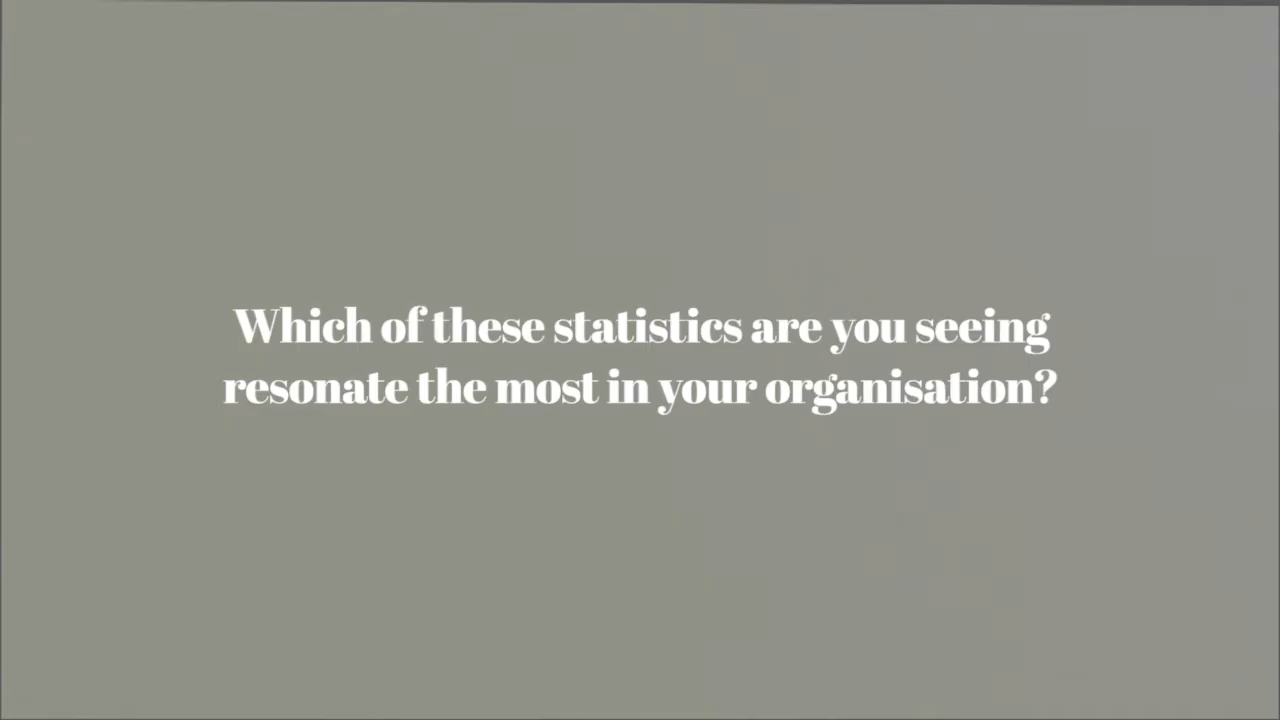 Which of these statistics are you seeing
resonate the most in your organisation?